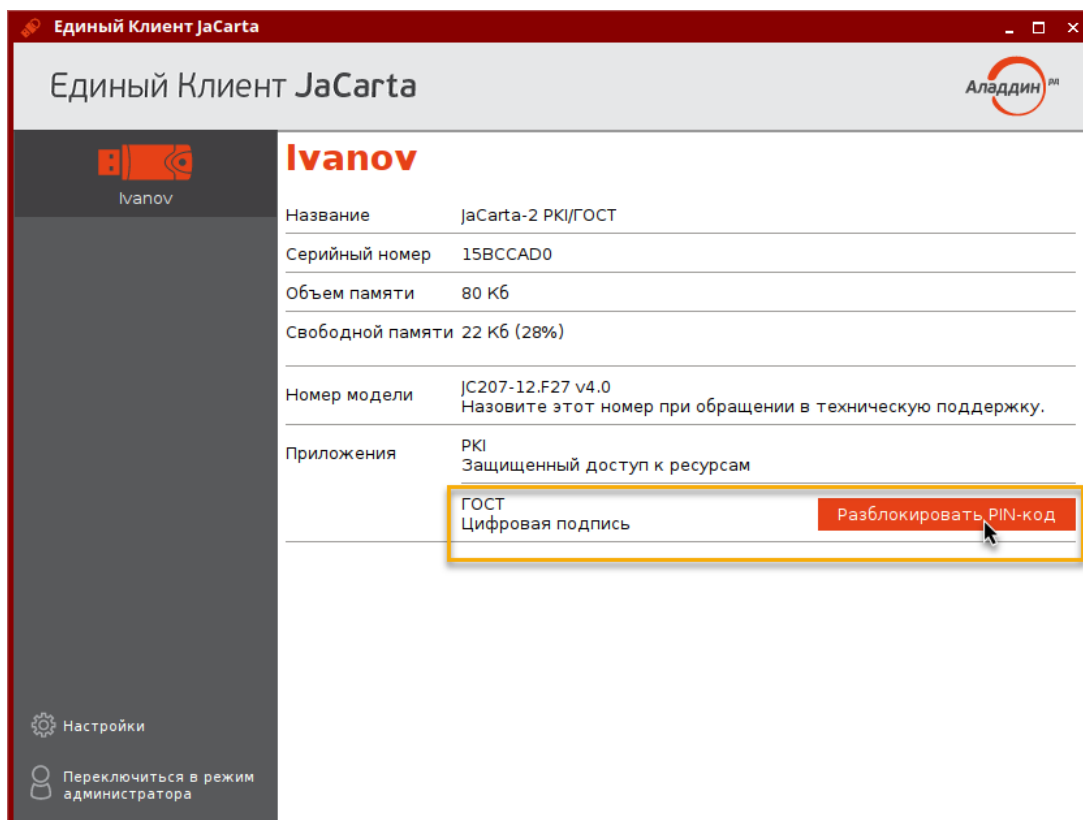 Единый Клиент JaCarta
Единый Клиент JaCarta
Аладдин РД
Ivanov
Ivanov
Название JaCarta-2 PKI/ГОСТ
Серийный номер 15BCCAD0
Объем памяти 80 Кб
Свободной памяти 22 Кб (28%)
Номер модели JC207-12.F27 v4.0
Назовите этот номер при обращении в техническую поддержку.
Приложения PKI
Защищенный доступ к ресурсам
ГОСТ
Цифровая подпись
Разблокировать PIN-код
Настройки
Переключиться в режим
администратора